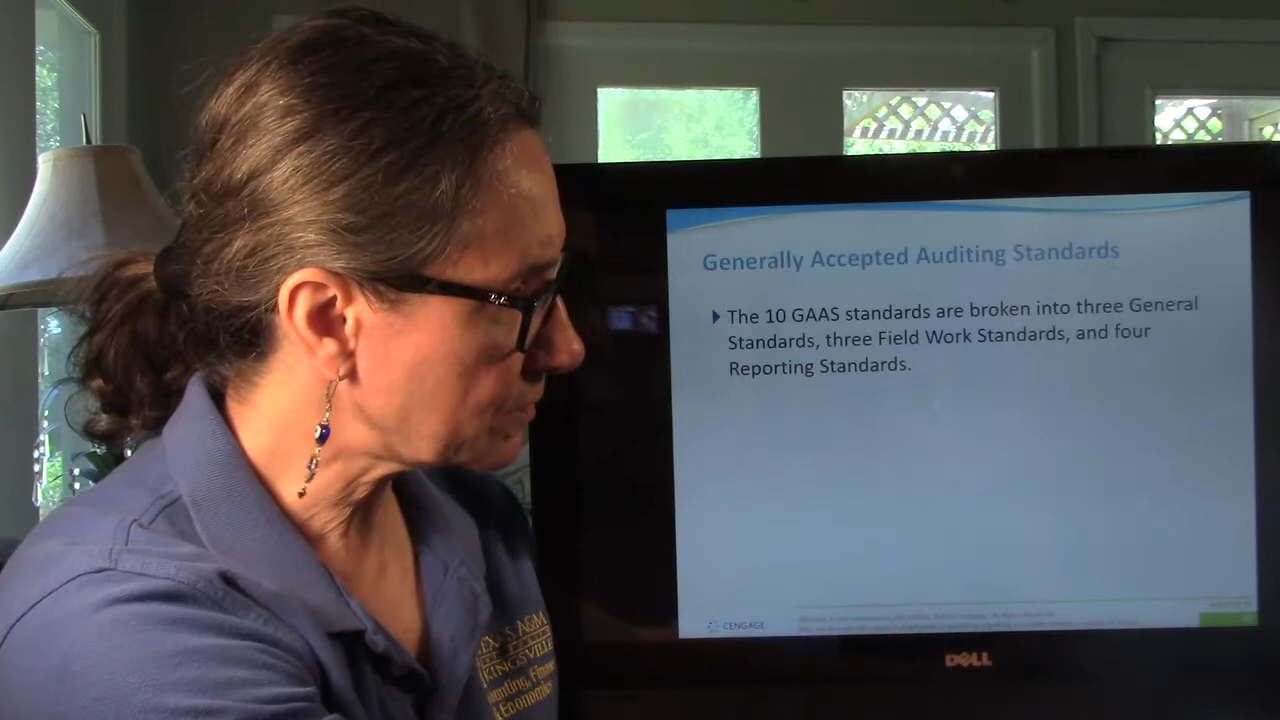 Generally Accepted Auditing Standards
The 10 GAAS standards are broken into three General
Standards, three Field Work Standards, and four
Reporting Standards.
CENGAGE
DELL
A&M
KINGSVILLE
& Economics